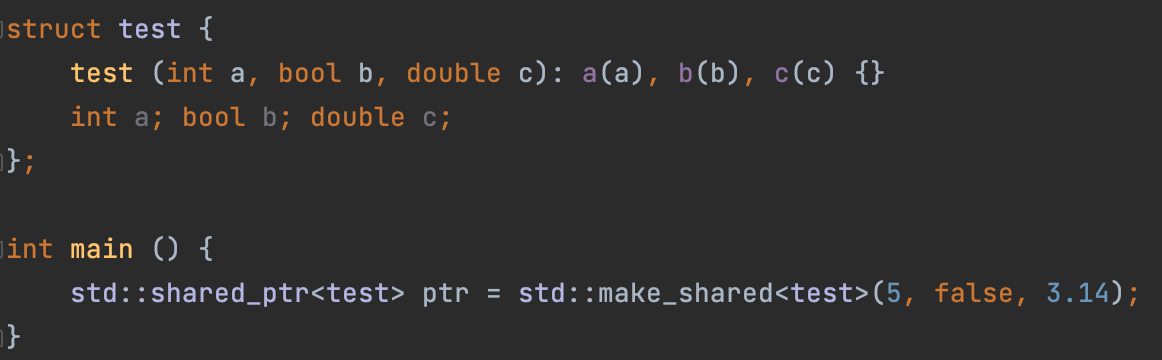 struct test {
    test (int a, bool b, double c): a(a), b(b), c(c) {}
    int a; bool b; double c;
};
int main () {
    std::shared_ptr<test> ptr = std::make_shared<test>(5, false, 3.14);
}